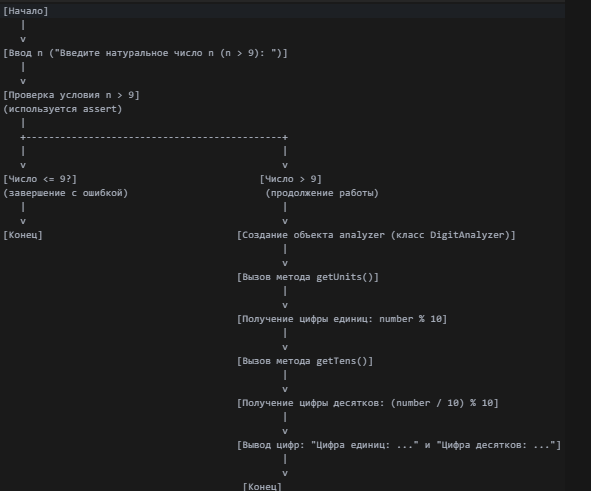 [Начало]
|
v
[Ввод n ("Введите натуральное число n (n > 9): ")]
|
v
[Проверка условия n > 9]
(используется assert)
|
+---------------------------------------------+
| |
v v
[Число <= 9?] [Число > 9]
(завершение с ошибкой) (продолжение работы)
| |
v v
[Конец] [Создание объекта analyzer (класс DigitAnalyzer)]
|
v
[Вызов метода getUnits()]
|
v
[Получение цифры единиц: number % 10]
|
v
[Вызов метода getTens()]
|
v
[Получение цифры десятков: (number / 10) % 10]
|
v
[Вывод цифр: "Цифра единиц: ..." и "Цифра десятков: ..."]
|
v
[Конец]